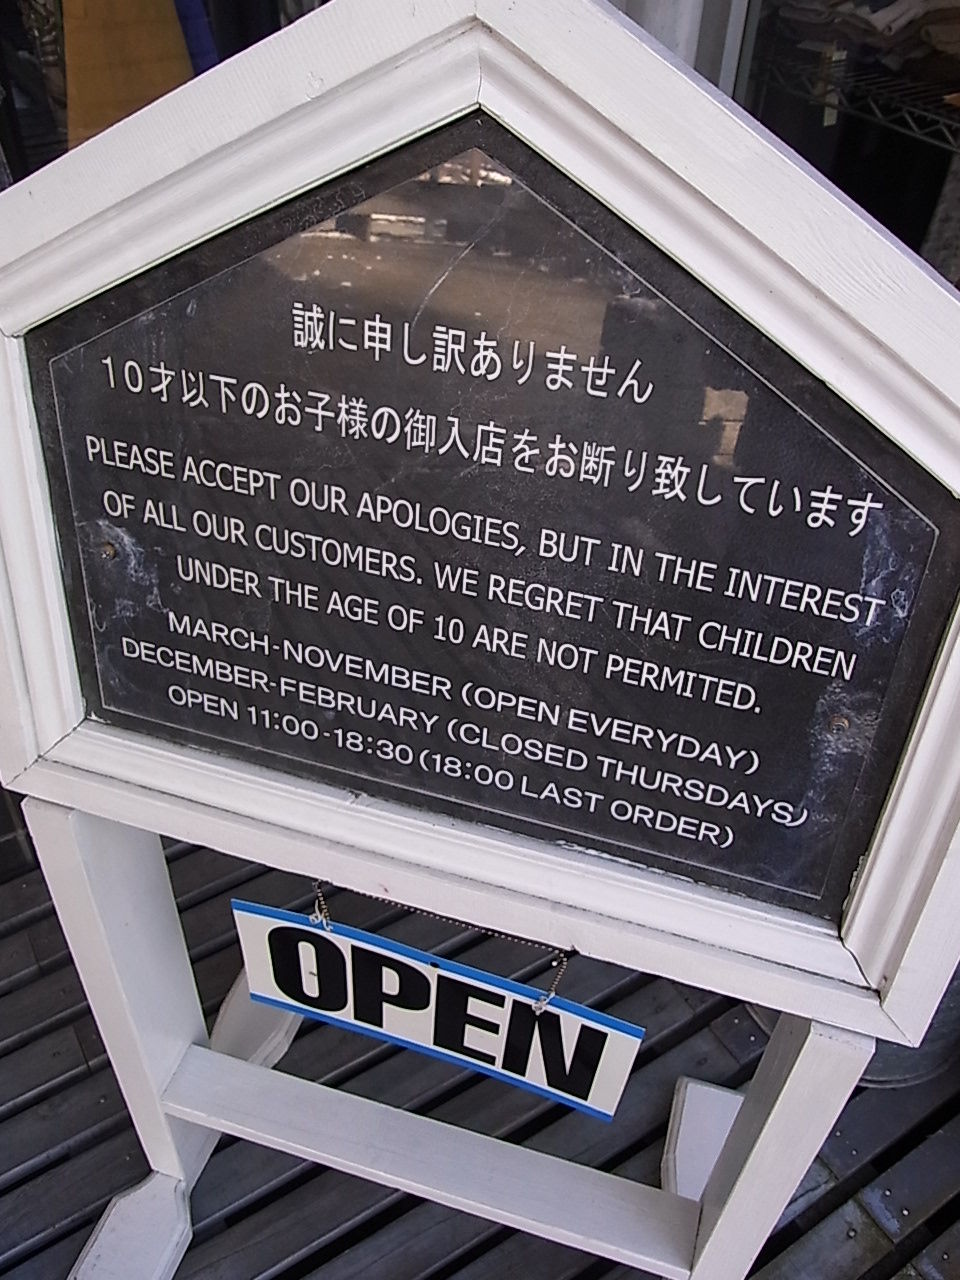 誠に申し訳ありません
10才以下のお子様の御入店をお断り致しています
PLEASE ACCEPT OUR APOLOGIES, BUT IN THE INTEREST
OF ALL OUR CUSTOMERS. WE REGRET THAT CHILDREN
UNDER THE AGE OF 10 ARE NOT PERMITTED.
MARCH-NOVEMBER (OPEN EVERYDAY)
DECEMBER-FEBRUARY (CLOSED THURSDAYS)
OPEN 11:00-18:30 (18:00 LAST ORDER)
OPEN